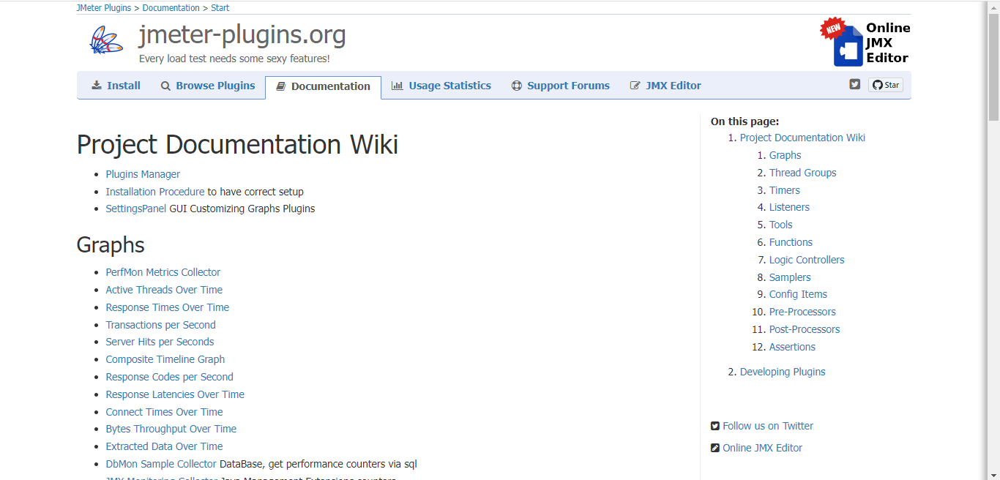 JMeter Plugins > Documentation > Start
jmeter-plugins.org
Every load test needs some sexy features!
NEW
Online
JMX
Editor
Install Browse Plugins Documentation Usage Statistics Support Forums JMX Editor Star
Project Documentation Wiki
• Plugins Manager
• Installation Procedure to have correct setup
• SettingsPanel GUI Customizing Graphs Plugins
Graphs
• PerfMon Metrics Collector
• Active Threads Over Time
• Response Times Over Time
• Transactions per Second
• Server Hits per Seconds
• Composite Timeline Graph
• Response Codes per Second
• Response Latencies Over Time
• Connect Times Over Time
• Bytes Throughput Over Time
• Extracted Data Over Time
• DbMon Sample Collector DataBase, get performance counters via sql
JMX Monitoring Collector Java Management Extensions counters
On this page:
1. Project Documentation Wiki
1. Graphs
2. Thread Groups
3. Timers
4. Listeners
5. Tools
6. Functions
7. Logic Controllers
8. Samplers
9. Config Items
10. Pre-Processors
11. Post-Processors
12. Assertions
2. Developing Plugins
Follow us on Twitter
Online JMX Editor